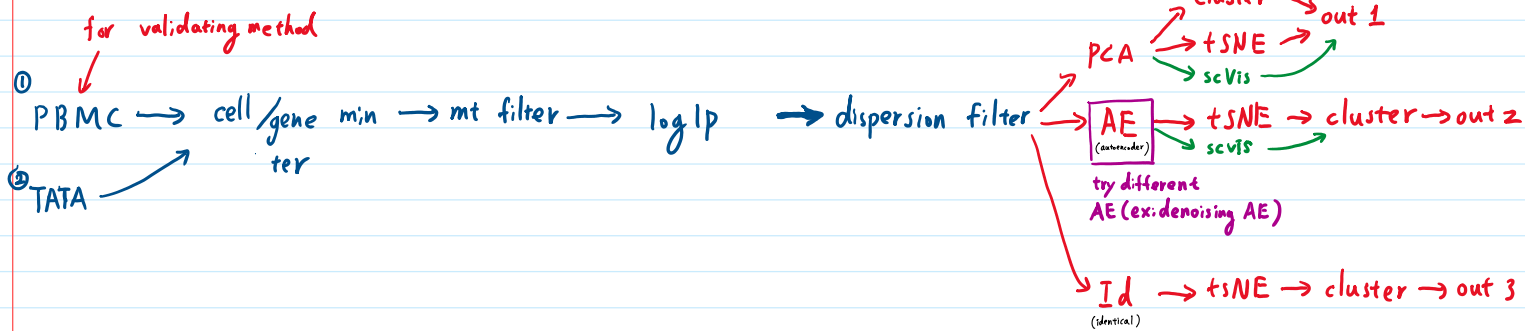 for validating method
cluster
out 1
PCA
tSNE
scVis
①
PBMC
cell/gene min
ter
mt filter
log1p
dispersion filter
AE
(autoencoder)
tSNE
scvis
cluster
out 2
②
TATA
try different
AE (ex: denoising AE)
Id
(identical)
tSNE
cluster
out 3